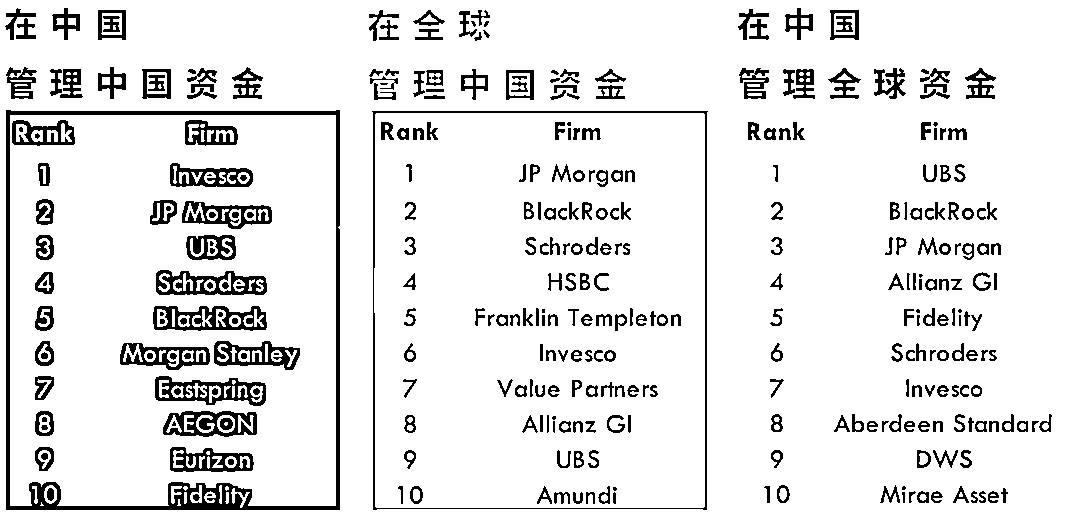 在中国
管理中国资金
Rank Firm
1 Invesco
2 JP Morgan
3 UBS
4 Schroders
5 BlackRock
6 Morgan Stanley
7 Eastspring
8 AEGON
9 Eurizon
10 Fidelity
在全球
管理中国资金
Rank Firm
1 JP Morgan
2 BlackRock
3 Schroders
4 HSBC
5 Franklin Templeton
6 Invesco
7 Value Partners
8 Allianz GI
9 UBS
10 Amundi
在中国
管理全球资金
Rank Firm
1 UBS
2 BlackRock
3 JP Morgan
4 Allianz GI
5 Fidelity
6 Schroders
7 Invesco
8 Aberdeen Standard
9 DWS
10 Mirae Asset